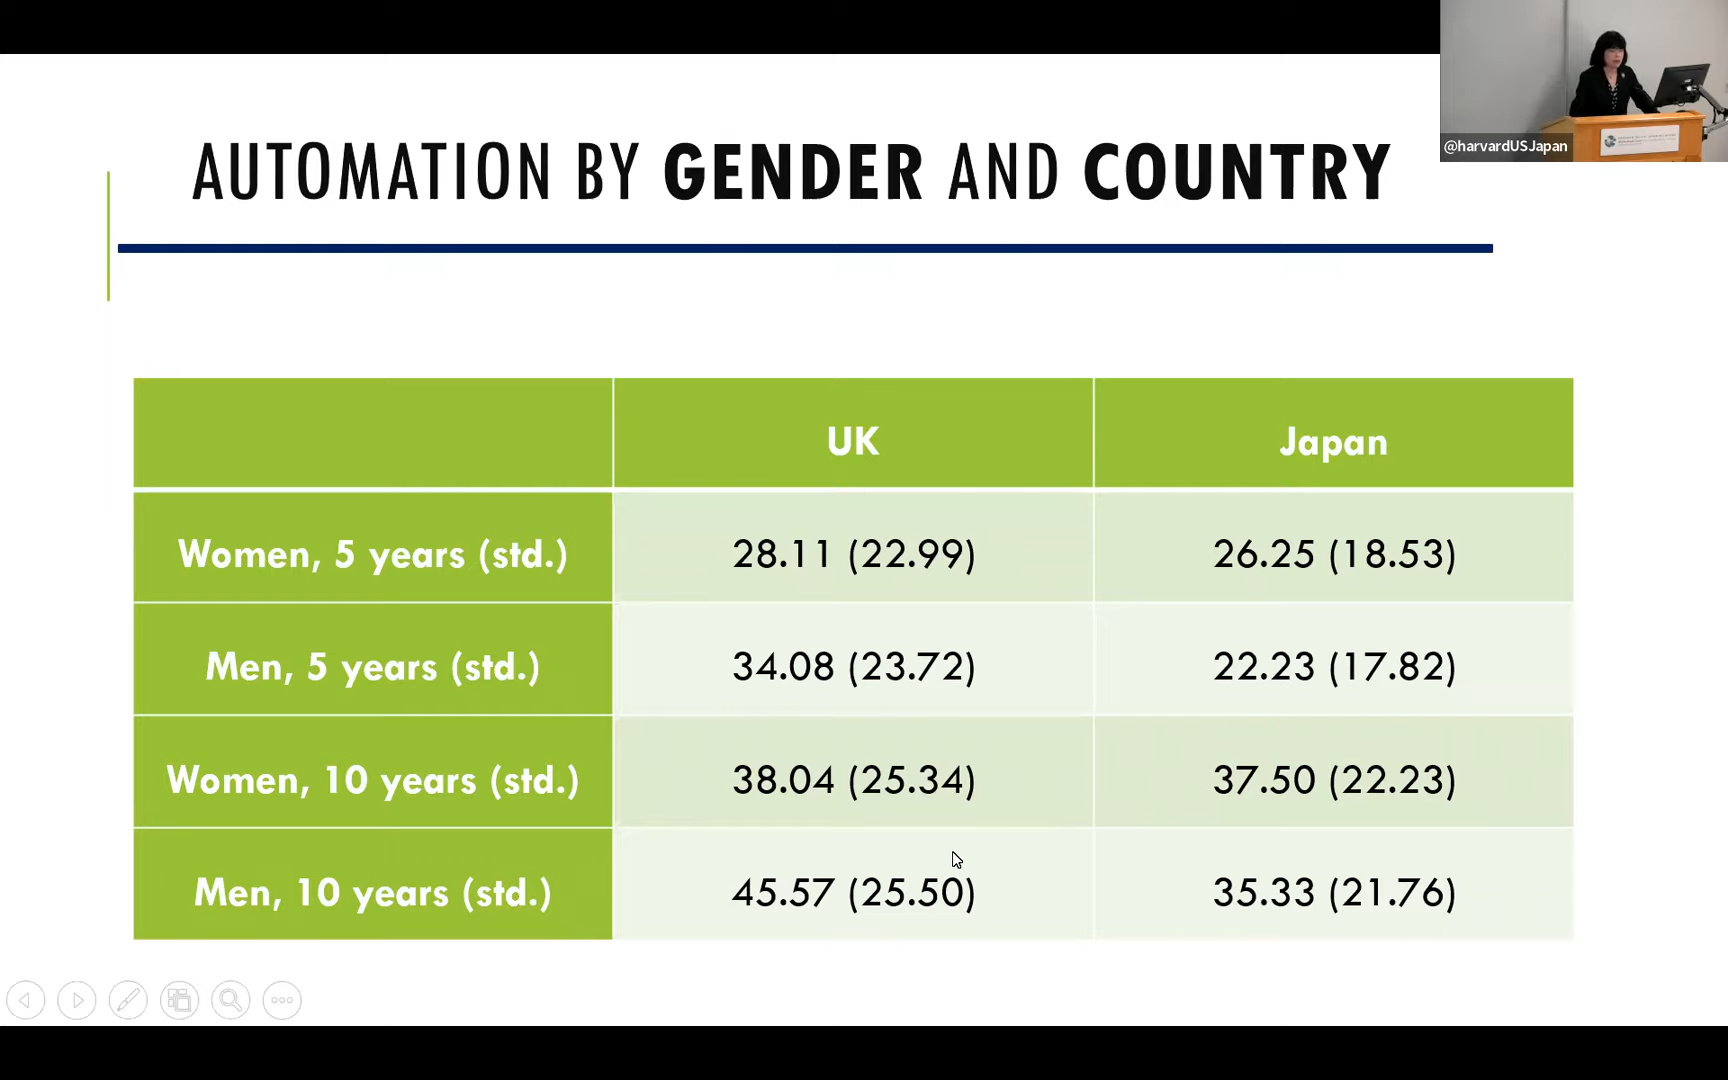 @harvardUSJapan
AUTOMATION BY GENDER AND COUNTRY
UK Japan
Women, 5 years (std.) 28.11 (22.99) 26.25 (18.53)
Men, 5 years (std.) 34.08 (23.72) 22.23 (17.82)
Women, 10 years (std.) 38.04 (25.34) 37.50 (22.23)
Men, 10 years (std.) 45.57 (25.50) 35.33 (21.76)